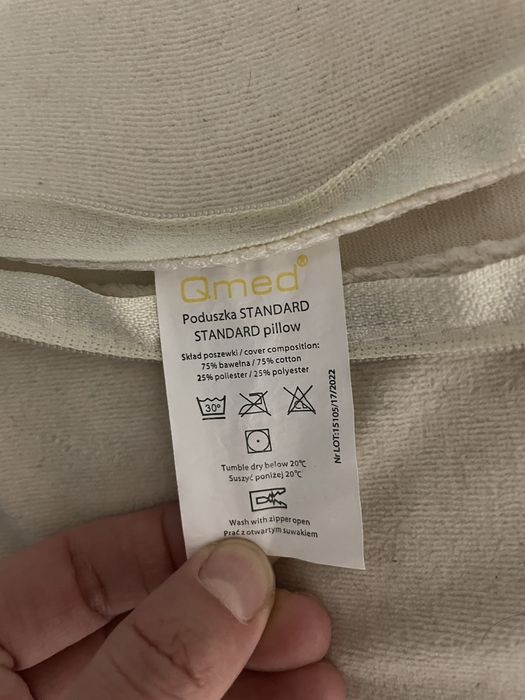 Qmed®
Poduszka STANDARD
STANDARD pillow
Skład poszewki / cover composition:
75% bawełna / 75% cotton
25% poliester / 25% polyester
30°
CL
Tumble dry below 20℃
Suszyć poniżej 20℃
Wash with zipper open
Prać z otwartym suwakiem
Nr LOT:15105/17/2022